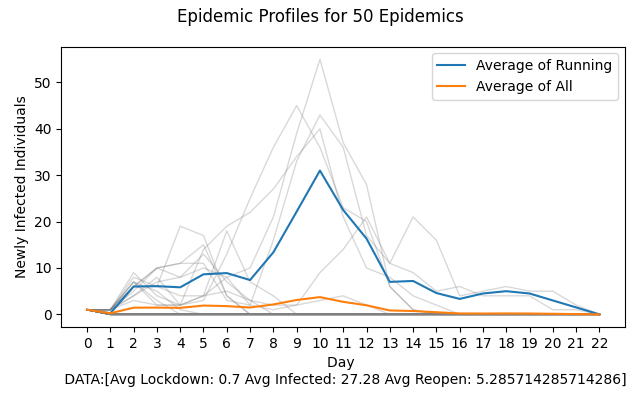 Epidemic Profiles for 50 Epidemics
Average of Running
Average of All
Newly Infected Individuals
50
40
30
20
10
0
0 1 2 3 4 5 6 7 8 9 10 11 12 13 14 15 16 17 18 19 20 21 22
Day
DATA:[Avg Lockdown: 0.7 Avg Infected: 27.28 Avg Reopen: 5.285714285714286]